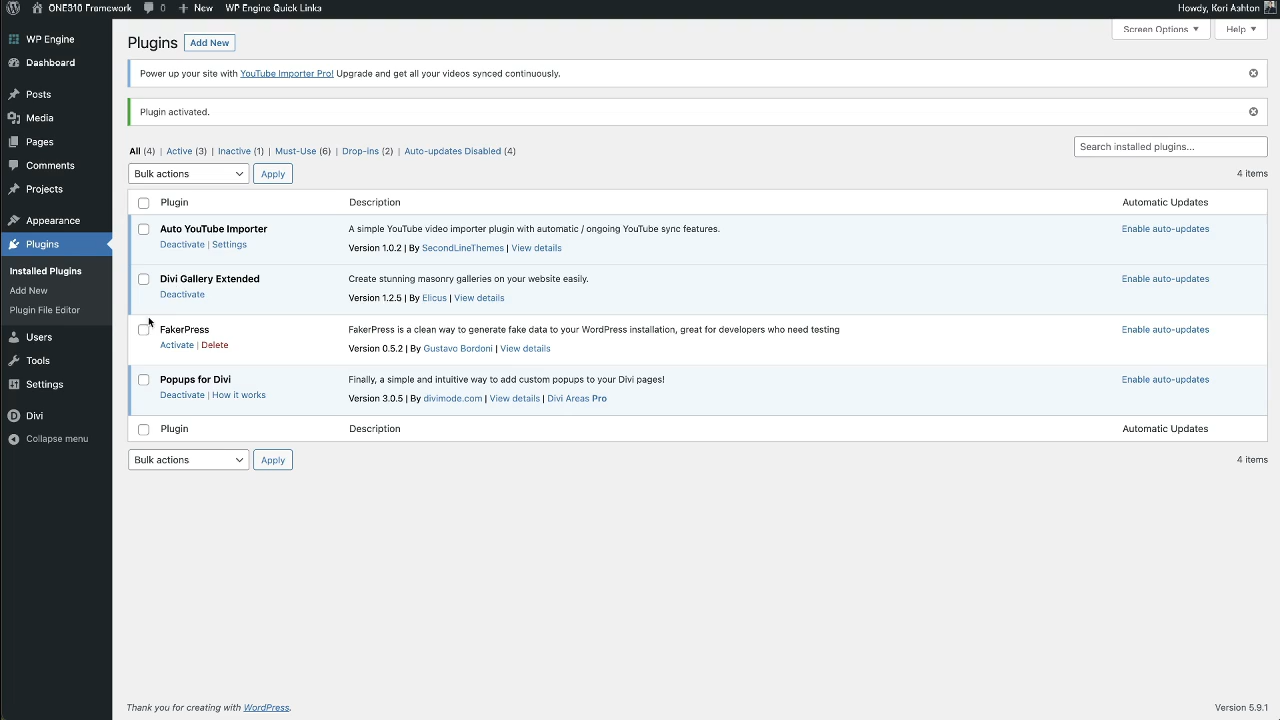 ONE810 Framework 0 New WP Engine Quick Links Howdy, Kori Ashton
WP Engine
Dashboard
Posts
Media
Pages
Comments
Projects
Appearance
Plugins
Installed Plugins
Add New
Plugin File Editor
Users
Tools
Settings
Divi
Collapse menu
Screen Options Help
Plugins Add New
Power up your site with YouTube Importer Pro! Upgrade and get all your videos synced continuously.
Plugin activated.
All (4) | Active (3) | Inactive (1) | Must-Use (6) | Drop-ins (2) | Auto-updates Disabled (4)
Search installed plugins...
Bulk actions Apply 4 items
Plugin Description Automatic Updates
Auto YouTube Importer A simple YouTube video importer plugin with automatic / ongoing YouTube sync features. Enable auto-updates
Deactivate | Settings Version 1.0.2 | By SecondLineThemes | View details
Divi Gallery Extended Create stunning masonry galleries on your website easily. Enable auto-updates
Deactivate Version 1.2.5 | By Elicus | View details
FakerPress FakerPress is a clean way to generate fake data to your WordPress installation, great for developers who need testing Enable auto-updates
Activate | Delete Version 0.5.2 | By Gustavo Bordoni | View details
Popups for Divi Finally, a simple and intuitive way to add custom popups to your Divi pages! Enable auto-updates
Deactivate | How it works Version 3.0.5 | By divimode.com | View details | Divi Areas Pro
Plugin Description Automatic Updates
Bulk actions Apply 4 items
Thank you for creating with WordPress. Version 5.9.1